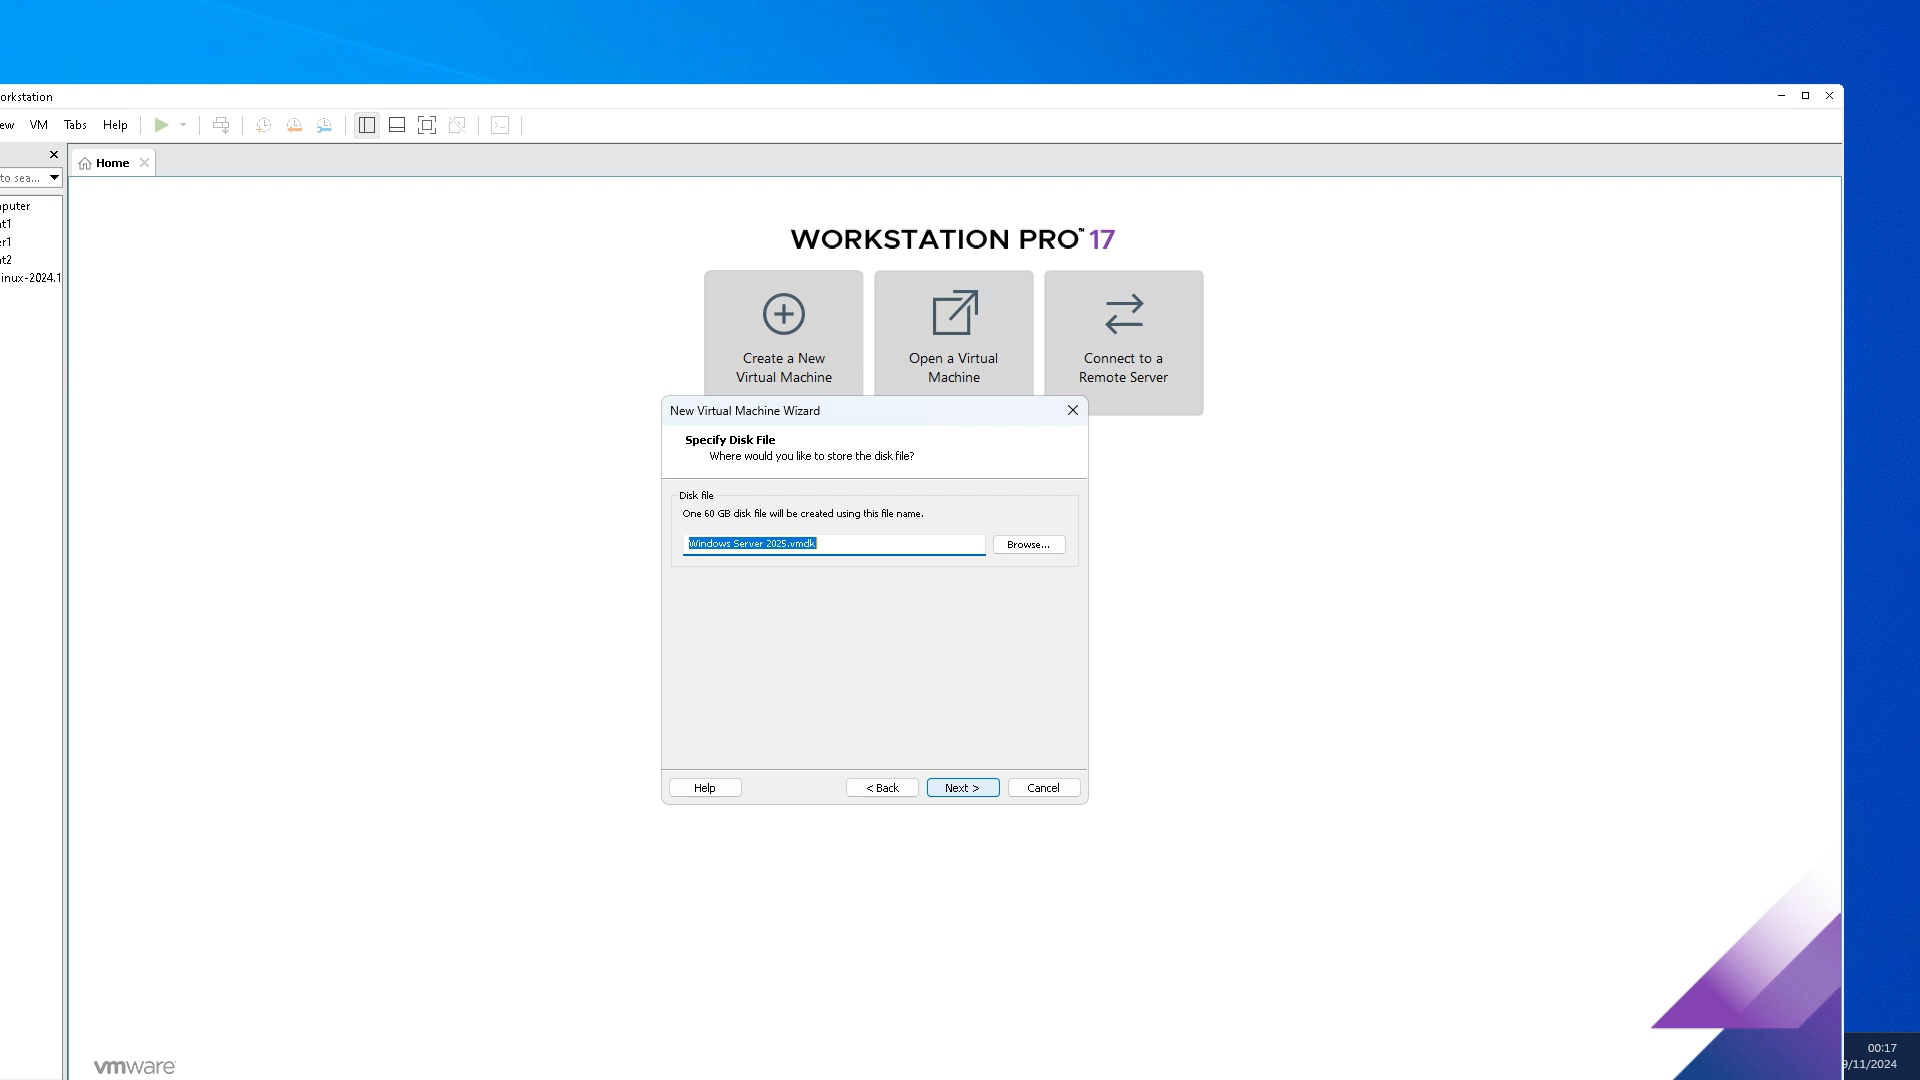 orkstation
ew VM Tabs Help
to sea...
Home
puter
t1
er1
t2
inux-2024.1
WORKSTATION PRO™ 17
Create a New
Virtual Machine
Open a Virtual
Machine
Connect to a
Remote Server
New Virtual Machine Wizard
Specify Disk File
Where would you like to store the disk file?
Disk file
One 60 GB disk file will be created using this file name.
Windows Server 2025.vmdk
Browse...
Help
< Back
Next >
Cancel
vmware
00:17
9/11/2024